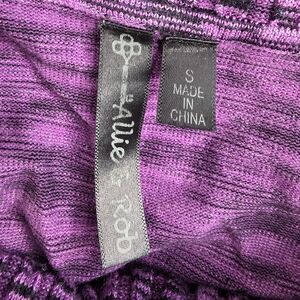 Allie & Rob
S
MADE IN
CHINA